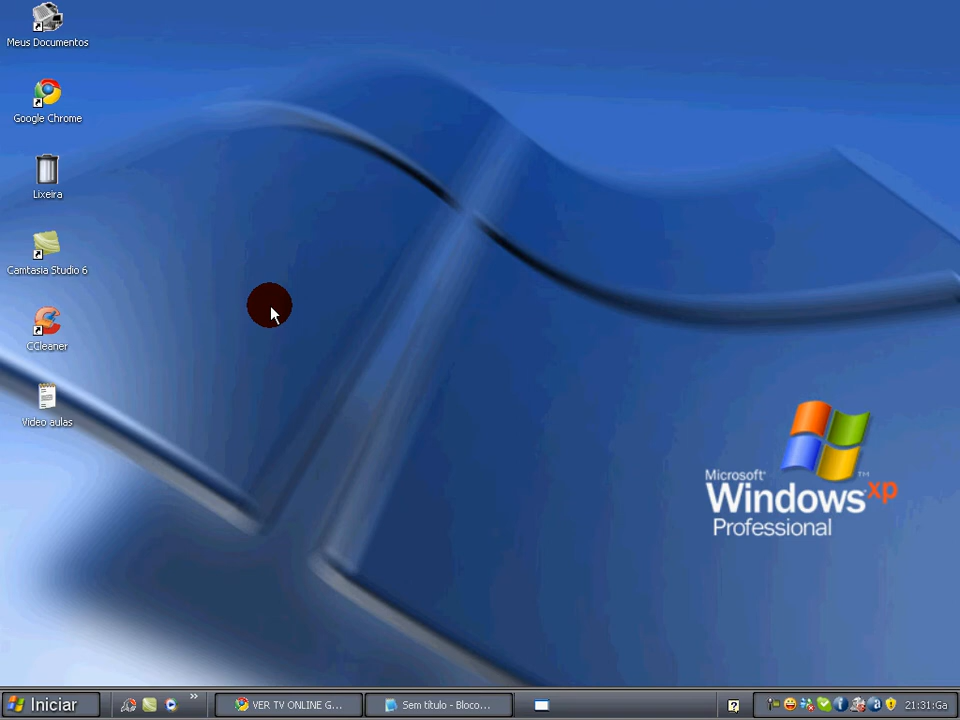 Meus Documentos
Google Chrome
Lixeira
Camtasia Studio 6
CCleaner
Video aulas
Microsoft
Windows xp
Professional
TM
Iniciar
VER TV ONLINE G...
Sem título - Bloco...
21:31:Ga